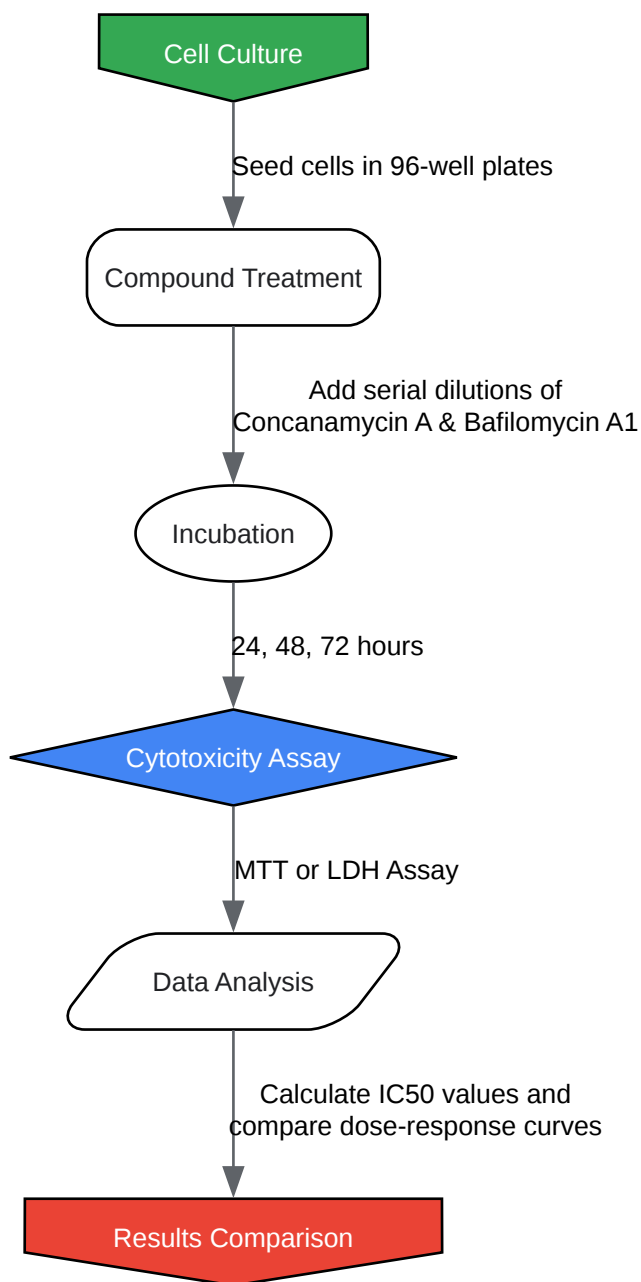 Cell Culture
Seed cells in 96-well plates
Compound Treatment
Add serial dilutions of
Concanamycin A & Bafilomycin A1
Incubation
24, 48, 72 hours
Cytotoxicity Assay
MTT or LDH Assay
Data Analysis
Calculate IC50 values and
compare dose-response curves
Results Comparison